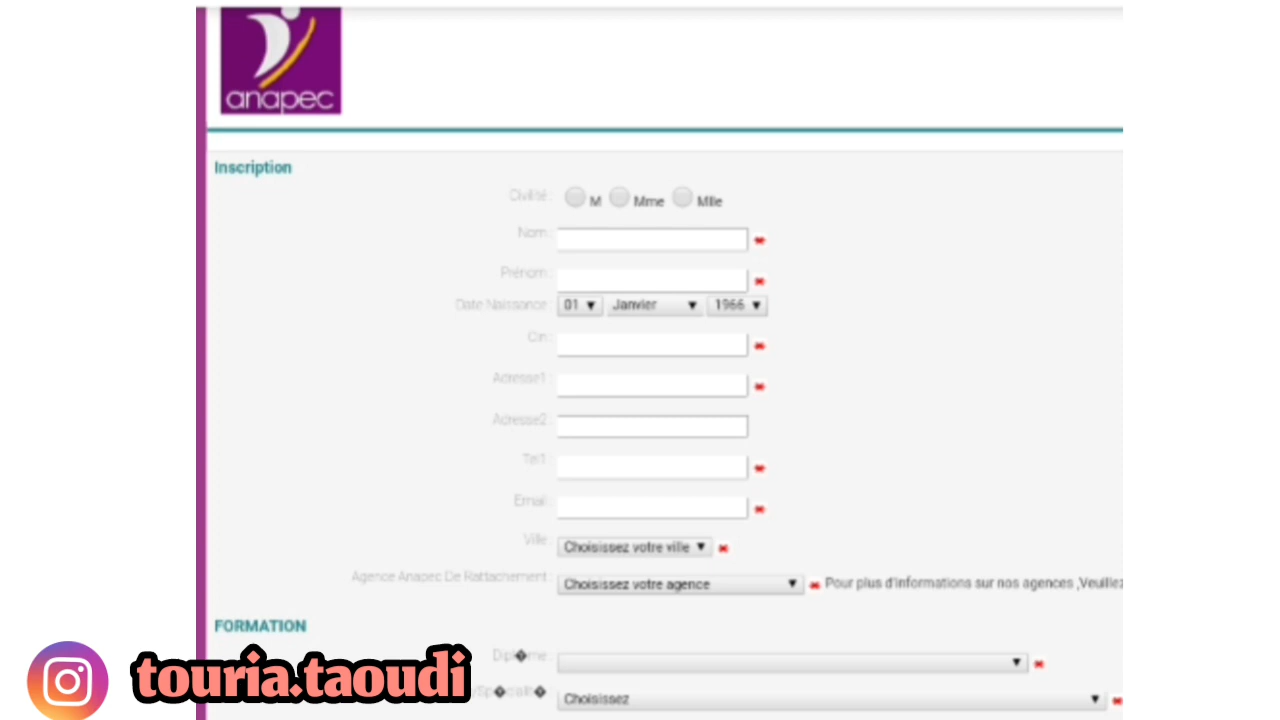 anapec
Inscription
Civilité : M Mme Mlle
Nom :
Prénom :
Date Naissance : 01 Janvier 1966
Cin :
Adresse1 :
Adresse2 :
Tel1 :
Email :
Ville : Choisissez votre ville
Agence Anapec De Rattachement : Choisissez votre agence Pour plus d'informations sur nos agences ,Veuillez
FORMATION
Dipl�me :
/Sp�cialit� Choisissez
touria.taoudi